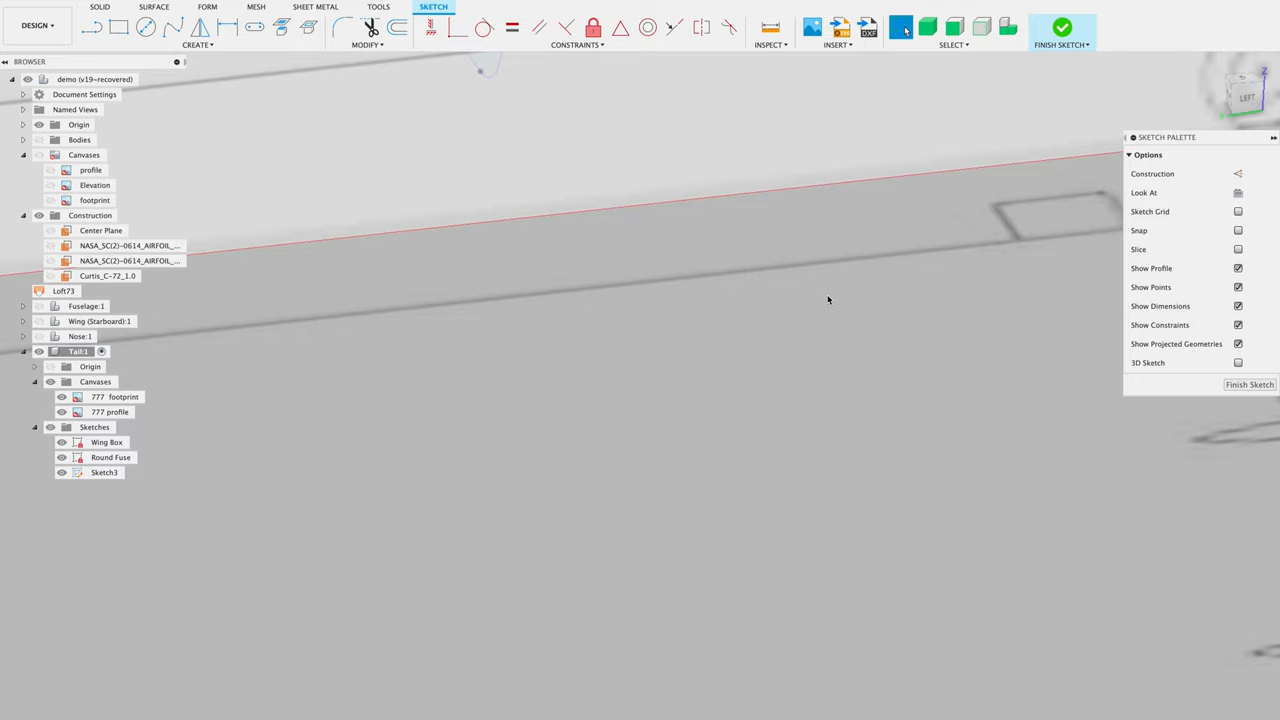 SOLID SURFACE FORM MESH SHEET METAL TOOLS SKETCH
DESIGN
CREATE MODIFY CONSTRAINTS INSPECT INSERT SELECT FINISH SKETCH
BROWSER
demo (v19~recovered)
Document Settings
Named Views
Origin
Bodies
Canvases
profile
Elevation
footprint
Construction
Center Plane
NASA_SC(2)-0614_AIRFOIL_...
NASA_SC(2)-0614_AIRFOIL_...
Curtis_C-72_1.0
Loft73
Fuselage:1
Wing (Starboard):1
Nose:1
Tail:1
Origin
Canvases
777 footprint
777 profile
Sketches
Wing Box
Round Fuse
Sketch3
Z
LEFT
SKETCH PALETTE
Options
Construction
Look At
Sketch Grid
Snap
Slice
Show Profile
Show Points
Show Dimensions
Show Constraints
Show Projected Geometries
3D Sketch
Finish Sketch